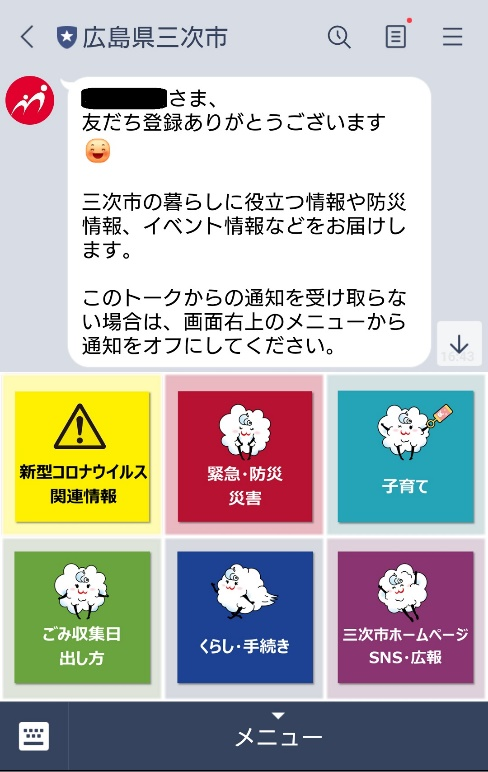 広島県三次市
さま、
友だち登録ありがとうございます
三次市の暮らしに役立つ情報や防災
情報、イベント情報などをお届けし
ます。
このトークからの通知を受け取らな
い場合は、画面右上のメニューから
通知をオフにしてください。
16:43
新型コロナウイルス
関連情報
緊急・防災
災害
子育て
ごみ収集日
出し方
くらし・手続き
三次市ホームページ
SNS・広報
メニュー